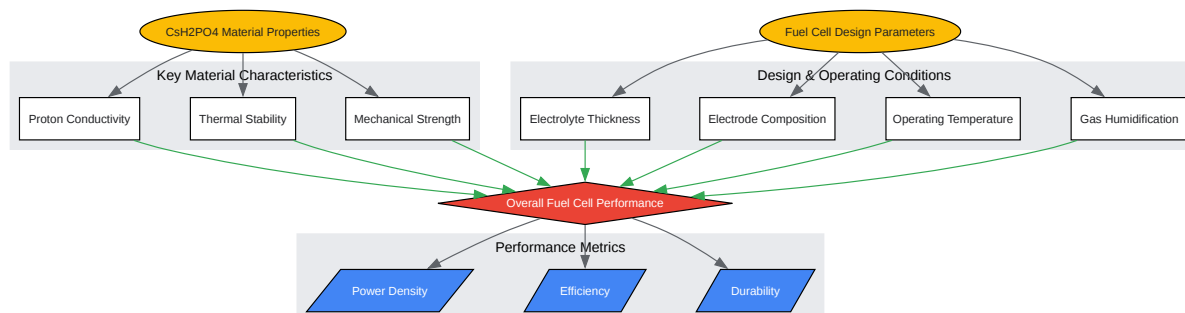 CsH2PO4 Material Properties
Fuel Cell Design Parameters
Key Material Characteristics
Design & Operating Conditions
Proton Conductivity
Thermal Stability
Mechanical Strength
Electrolyte Thickness
Electrode Composition
Operating Temperature
Gas Humidification
Overall Fuel Cell Performance
Performance Metrics
Power Density
Efficiency
Durability